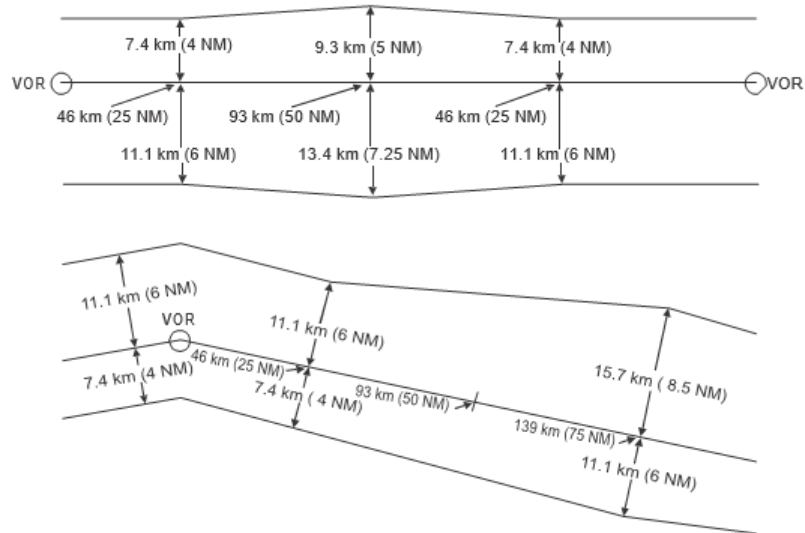 7.4 km (4 NM)
9.3 km (5 NM)
7.4 km (4 NM)
VOR
VOR
46 km (25 NM)
93 km (50 NM)
46 km (25 NM)
11.1 km (6 NM)
13.4 km (7.25 NM)
11.1 km (6 NM)
11.1 km (6 NM)
VOR
11.1 km (6 NM)
7.4 km (4 NM)
46 km (25 NM)
7.4 km ( 4 NM)
93 km (50 NM)
15.7 km ( 8.5 NM)
139 km (75 NM)
11.1 km (6 NM)